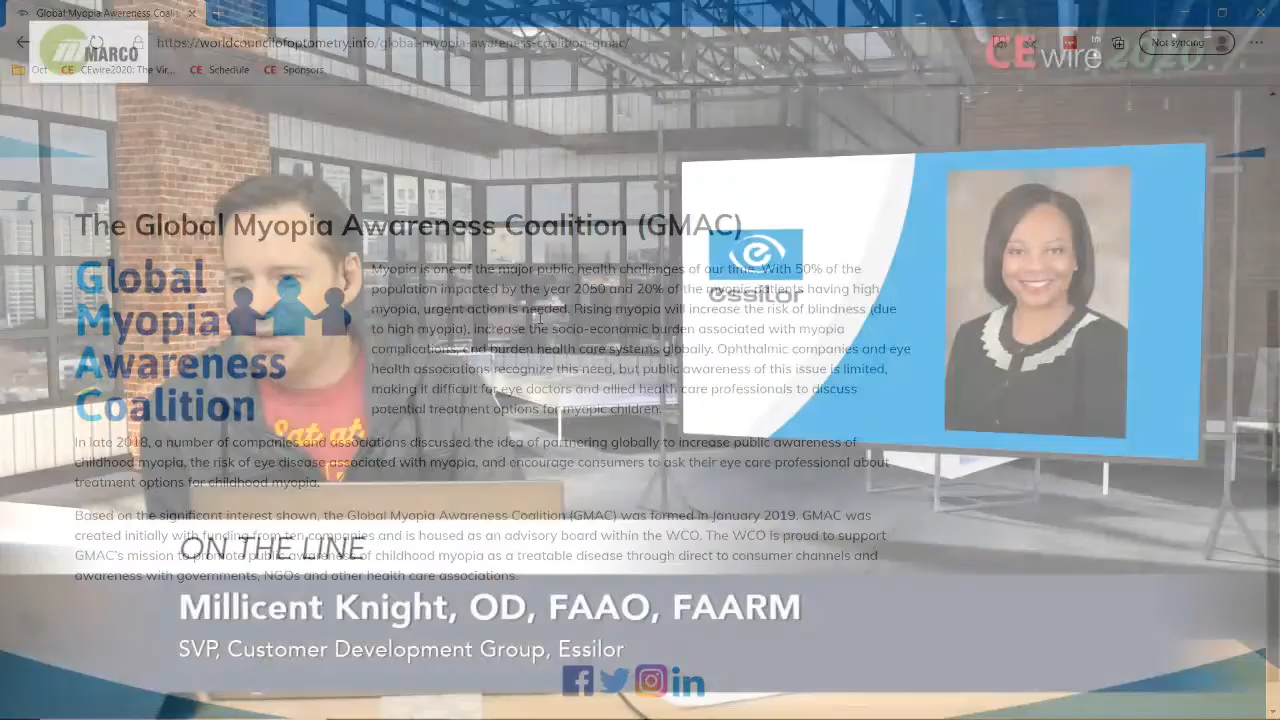 Global Myopia Awareness Coali
MARCO
https://worldcouncilofoptometry.info/global-myopia-awareness-coalition-gmac/
Not syncing
Oct
CE CEwire2020: The Vir...
CE Schedule
CE Sponsors
CEwire 2020
The Global Myopia Awareness Coalition (GMAC)
Global
Myopia
Awareness
Coalition
essilor
Myopia is one of the major public health challenges of our time. With 50% of the
population impacted by the year 2050 and 20% of the myopic patients having high
myopia, urgent action is needed. Rising myopia will increase the risk of blindness (due
to high myopia), increase the socio-economic burden associated with myopia
complications, and burden health care systems globally. Ophthalmic companies and eye
health associations recognize this need, but public awareness of this issue is limited,
making it difficult for eye doctors and allied health care professionals to discuss
potential treatment options for myopic children.
In late 2018, a number of companies and associations discussed the idea of partnering globally to increase public awareness of
childhood myopia, the risk of eye disease associated with myopia, and encourage consumers to ask their eye care professional about
treatment options for childhood myopia.
Based on the significant interest shown, the Global Myopia Awareness Coalition (GMAC) was formed in January 2019. GMAC was
created initially with funding from ten companies and is housed as an advisory board within the WCO. The WCO is proud to support
GMAC's mission to promote public awareness of childhood myopia as a treatable disease through direct to consumer channels and
awareness with governments, NGOs and other health care associations.
ON THE LINE
Millicent Knight, OD, FAAO, FAARM
SVP, Customer Development Group, Essilor